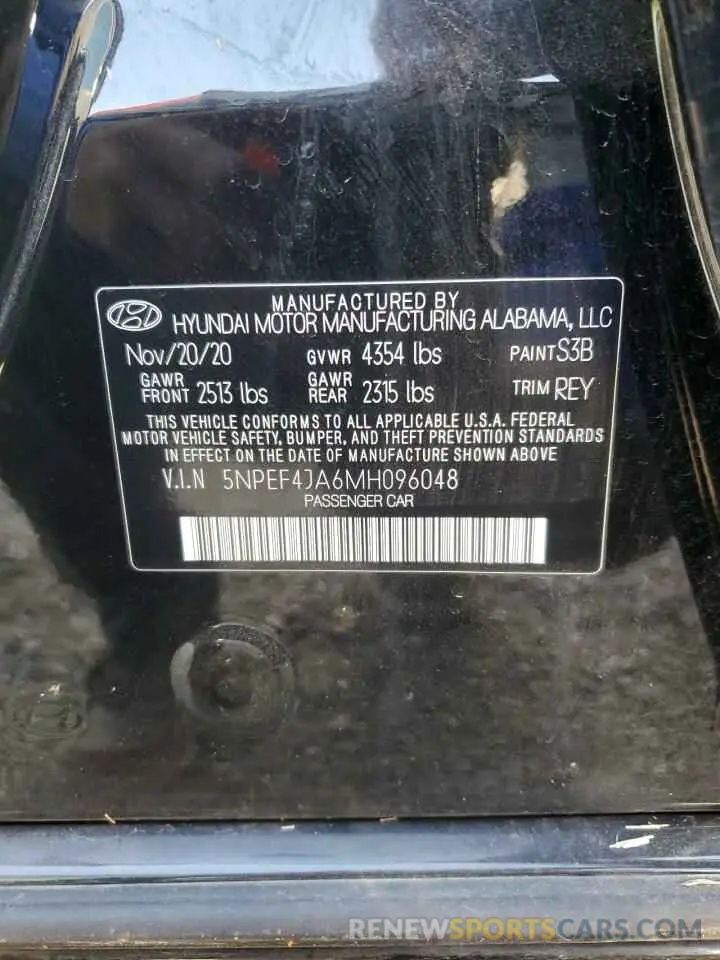 MANUFACTURED BY
HYUNDAI MOTOR MANUFACTURING ALABAMA, LLC
Nov/20/20 GVWR 4354 lbs PAINT S3B
GAWR FRONT 2513 lbs GAWR REAR 2315 lbs TRIM REY
THIS VEHICLE CONFORMS TO ALL APPLICABLE U.S.A. FEDERAL
MOTOR VEHICLE SAFETY, BUMPER, AND THEFT PREVENTION STANDARDS
IN EFFECT ON THE DATE OF MANUFACTURE SHOWN ABOVE
V.I.N 5NPEF4JA6MH096048
PASSENGER CAR
RENEWSPORTSCARS.COM